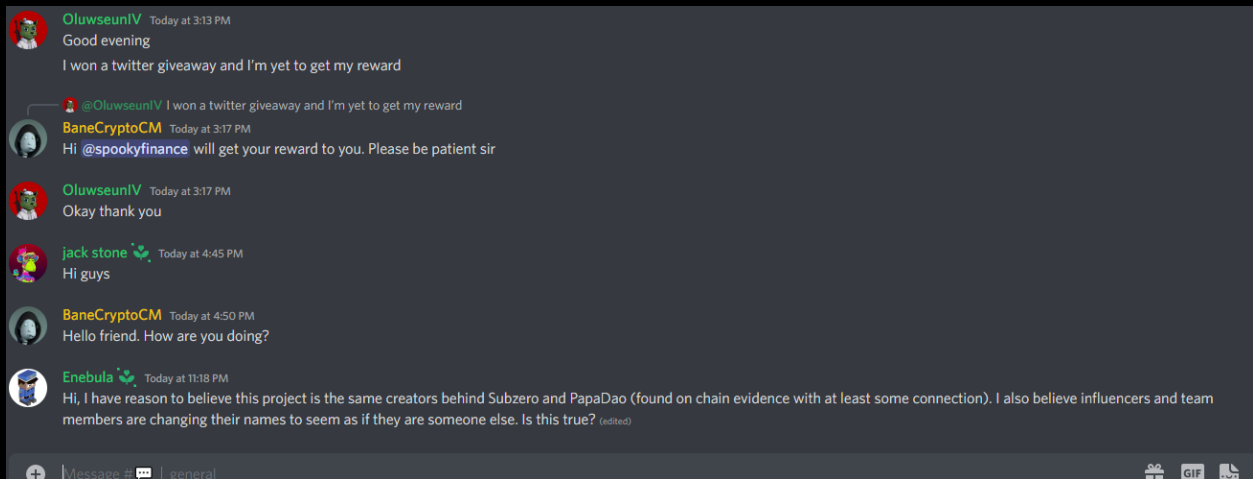 OluwseunIV Today at 3:13 PM
Good evening
I won a twitter giveaway and I'm yet to get my reward
@OluwseunIV I won a twitter giveaway and I'm yet to get my reward
BaneCryptoCM Today at 3:17 PM
Hi @spookyfinance will get your reward to you. Please be patient sir
OluwseunIV Today at 3:17 PM
Okay thank you
jack stone Today at 4:45 PM
Hi guys
BaneCryptoCM Today at 4:50 PM
Hello friend. How are you doing?
Enebula Today at 11:18 PM
Hi, I have reason to believe this project is the same creators behind Subzero and PapaDao (found on chain evidence with at least some connection). I also believe influencers and team
members are changing their names to seem as if they are someone else. Is this true? (edited)
Message # | general
GIF